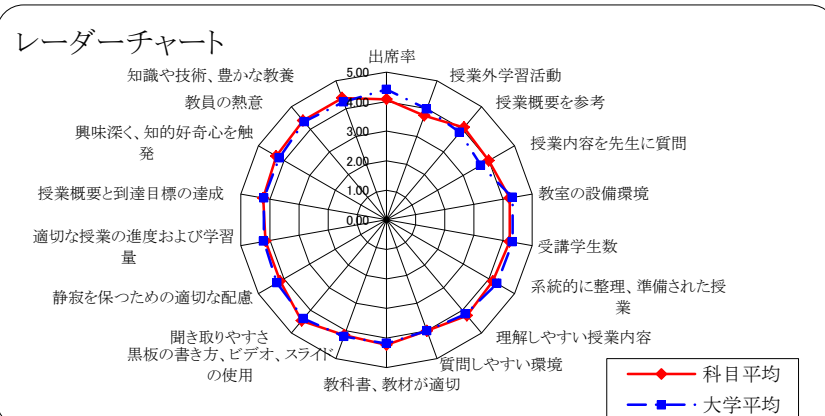 レーダーチャート
出席率
授業外学習活動
授業概要を参考
授業内容を先生に質問
教室の設備環境
受講学生数
系統的に整理、準備された授
業
理解しやすい授業内容
質問しやすい環境
教科書、教材が適切
黒板の書き方、ビデオ、スライド
の使用
聞き取りやすさ
静寂を保つための適切な配慮
適切な授業の進度および学習
量
授業概要と到達目標の達成
興味深く、知的好奇心を触
発
教員の熱意
知識や技術、豊かな教養
5.00
4.00
3.00
2.00
1.00
0.00
科目平均
大学平均